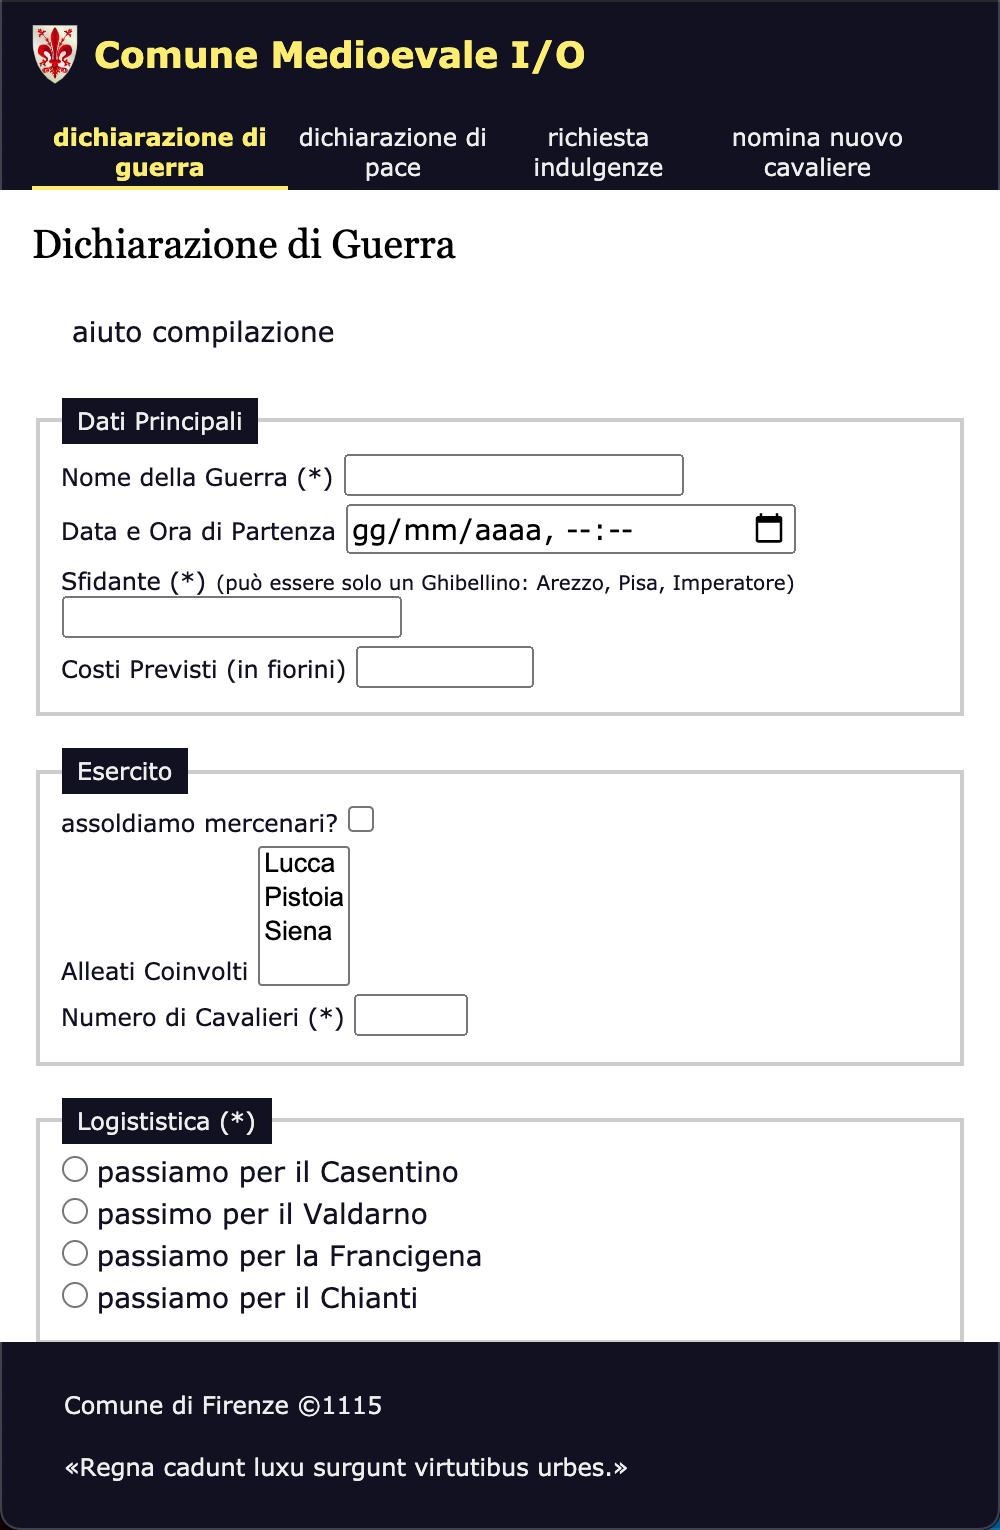 Comune Medioevale I/O
dichiarazione di guerra
dichiarazione di pace
richiesta indulgenze
nomina nuovo cavaliere
Dichiarazione di Guerra
aiuto compilazione
Dati Principali
Nome della Guerra (*)
Data e Ora di Partenza gg/mm/aaaa, --:--
Sfidante (*) (può essere solo un Ghibellino: Arezzo, Pisa, Imperatore)
Costi Previsti (in fiorini)
Esercito
assoldiamo mercenari?
Lucca
Pistoia
Siena
Alleati Coinvolti
Numero di Cavalieri (*)
Logististica (*)
passiamo per il Casentino
passimo per il Valdarno
passiamo per la Francigena
passiamo per il Chianti
Comune di Firenze ©1115
«Regna cadunt luxu surgunt virtutibus urbes.»